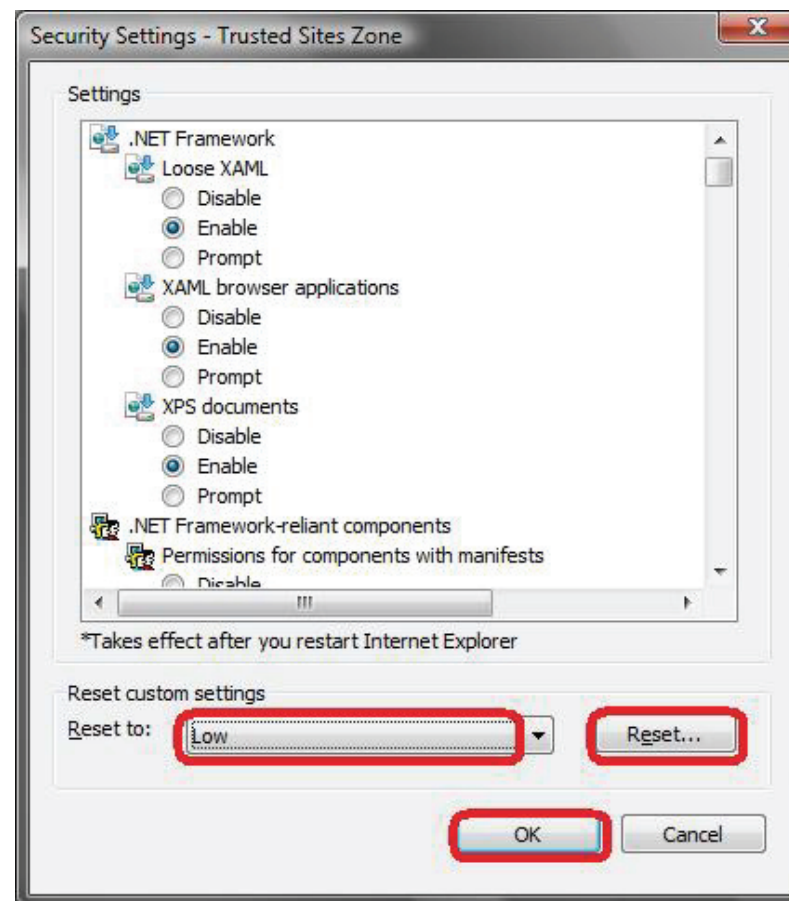 Security Settings - Trusted Sites Zone
Settings
.NET Framework
Loose XAML
Disable
Enable
Prompt
XAML browser applications
Disable
Enable
Prompt
XPS documents
Disable
Enable
Prompt
.NET Framework-reliant components
Permissions for components with manifests
Disable
*Takes effect after you restart Internet Explorer
Reset custom settings
Reset to: Low Reset...
OK Cancel